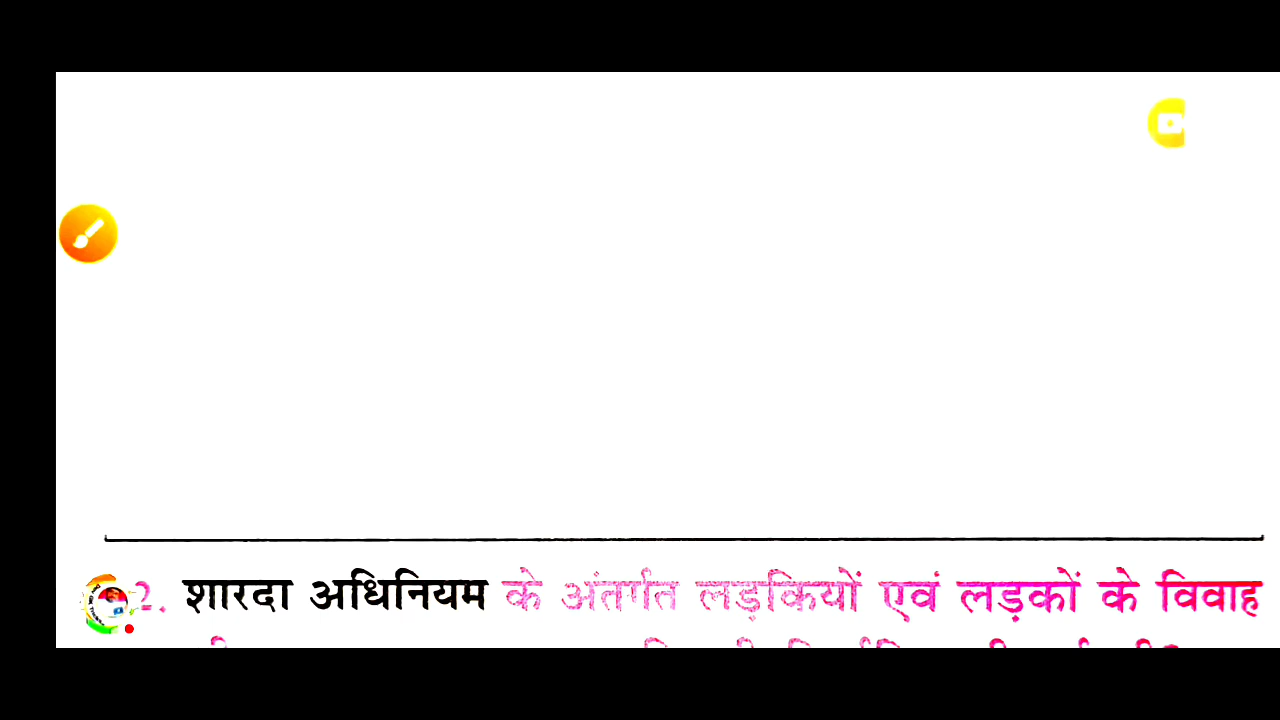 2. शारदा अधिनियम के अंतर्गत लड़कियों एवं लड़कों के विवाह